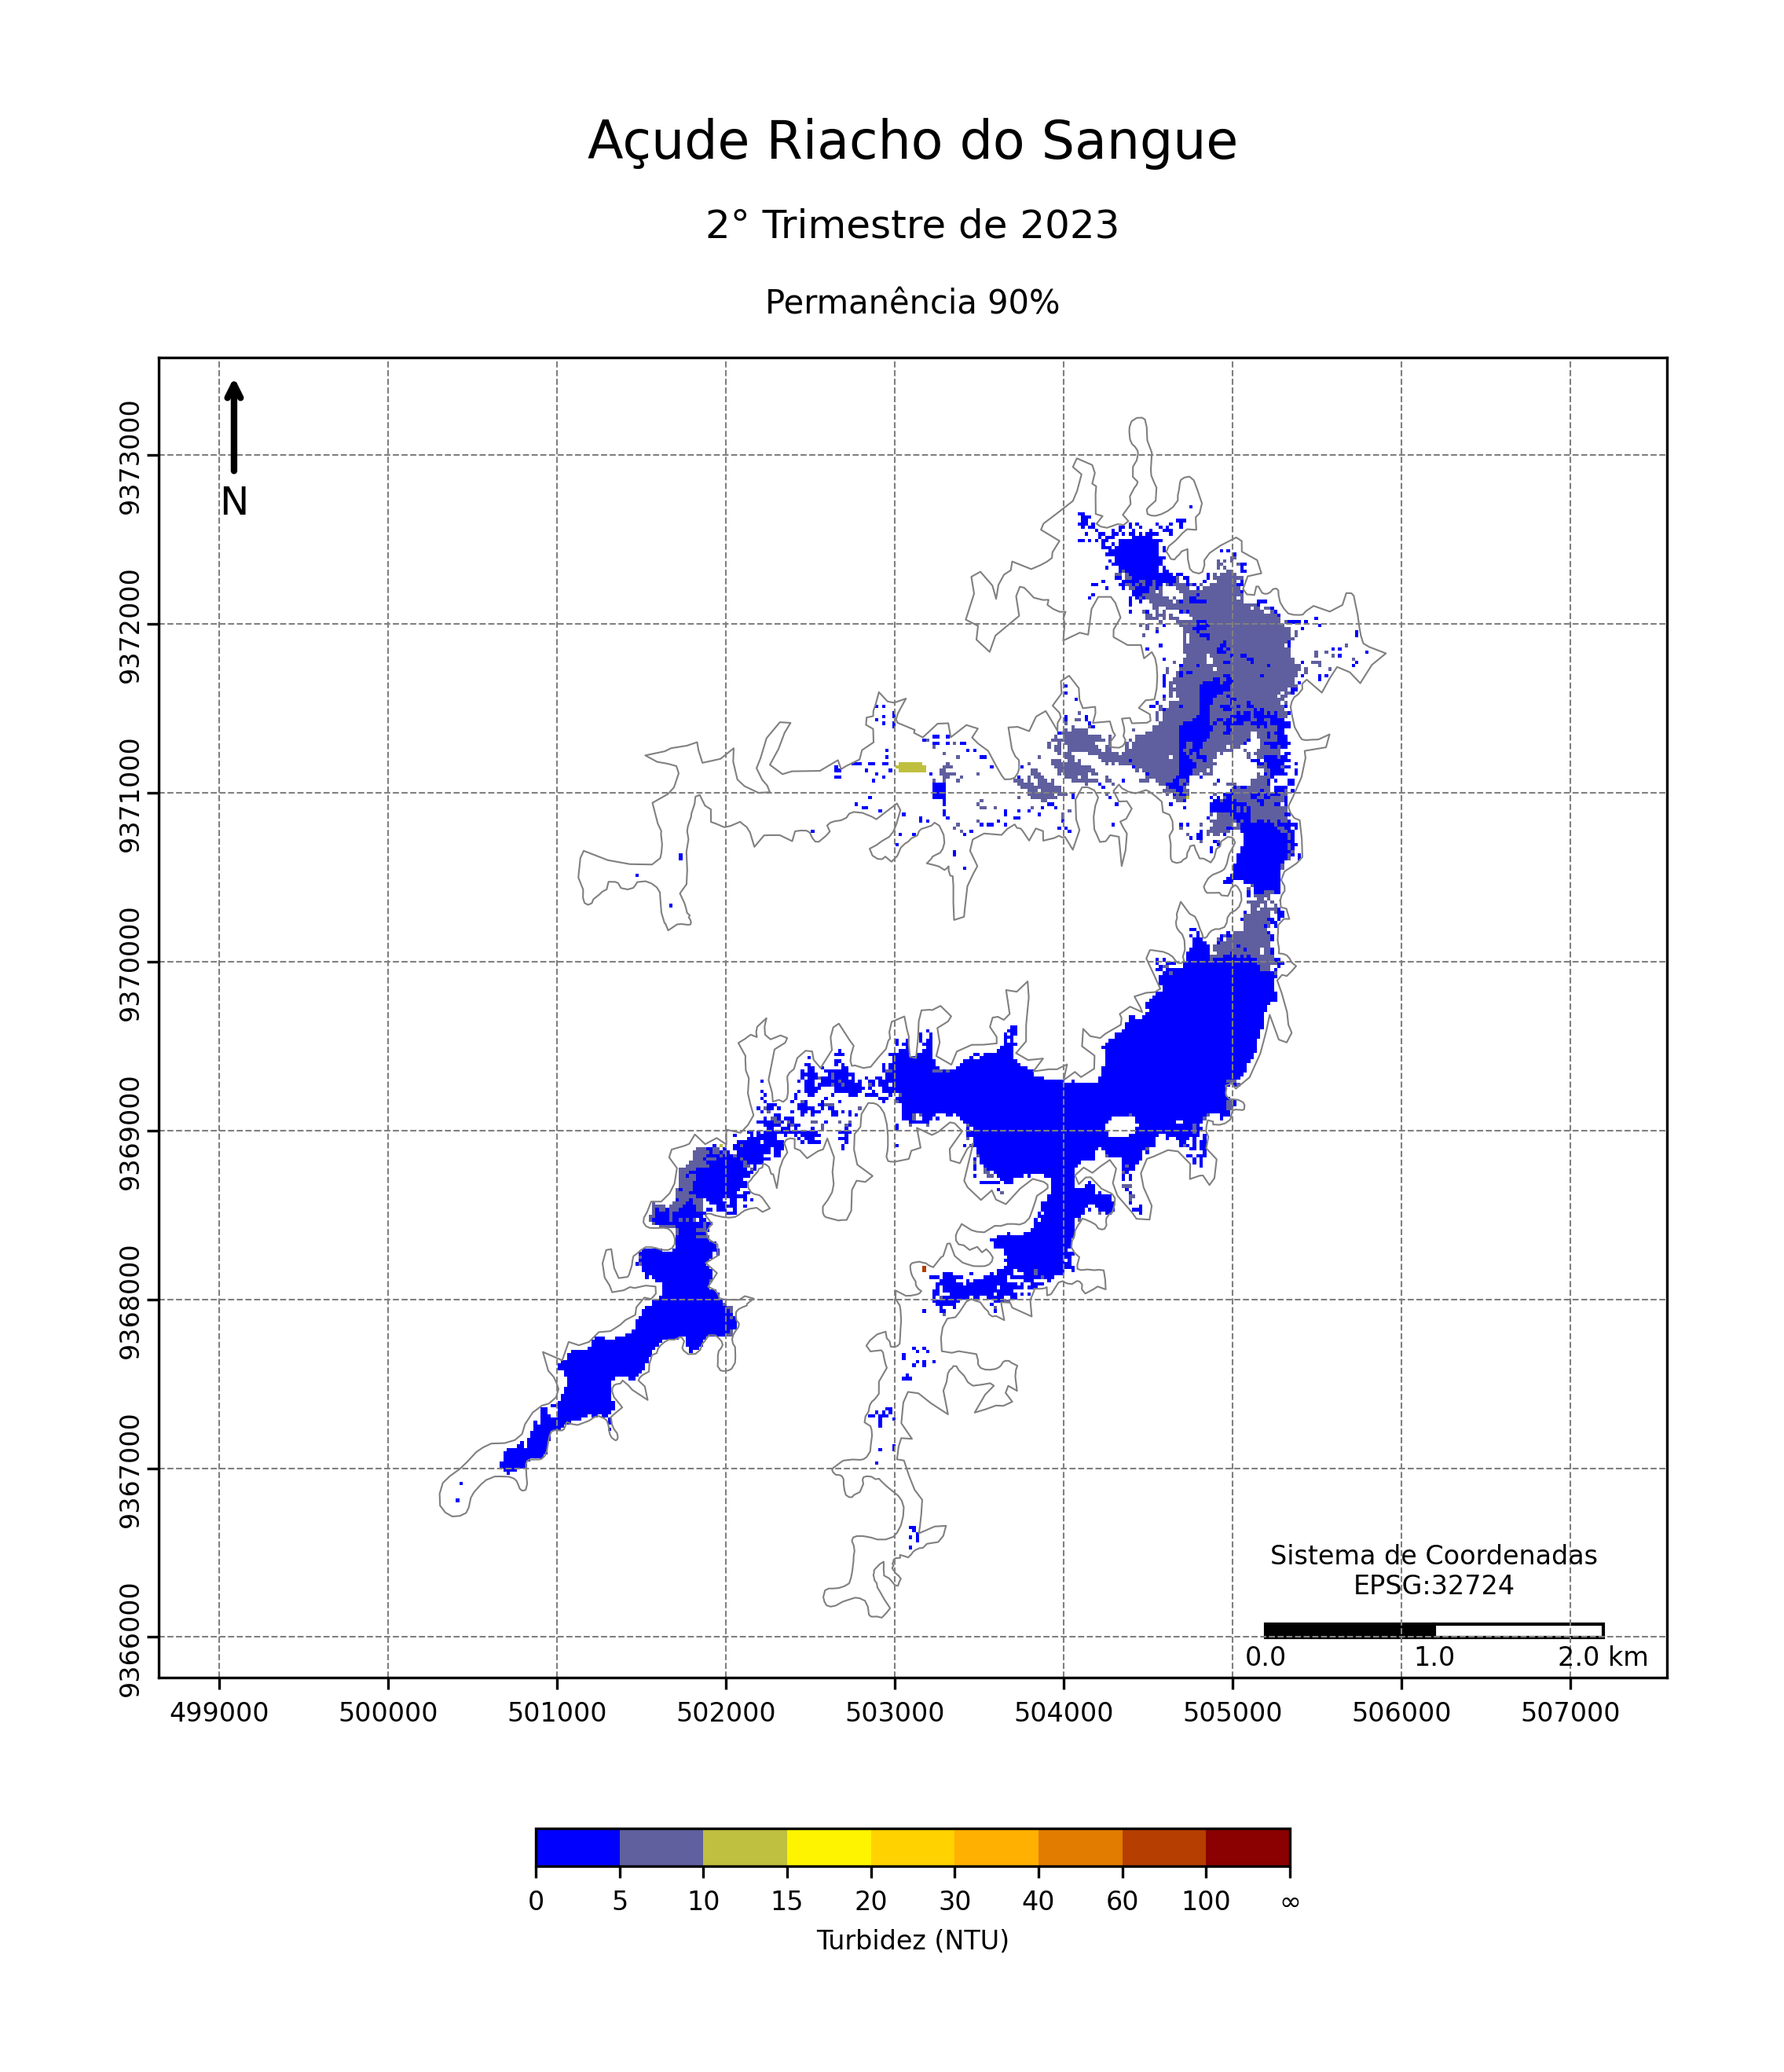 Açude Riacho do Sangue
2° Trimestre de 2023
Permanência 90%
N
9373000
9372000
9371000
9370000
9369000
9368000
9367000
9366000
Sistema de Coordenadas
EPSG:32724
0.0 1.0 2.0 km
499000 500000 501000 502000 503000 504000 505000 506000 507000
0 5 10 15 20 30 40 60 100 ∞
Turbidez (NTU)